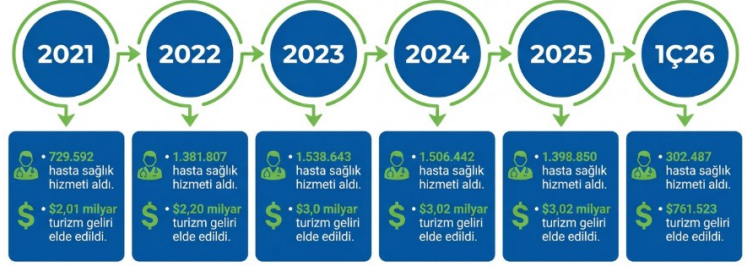 2021
2022
2023
2024
2025
1Ç26
• 729.592
hasta sağlık
hizmeti aldı.
• $2,01 milyar
turizm geliri
elde edildi.
• 1.381.807
hasta sağlık
hizmeti aldı.
• $2,20 milyar
turizm geliri
elde edildi.
• 1.538.643
hasta sağlık
hizmeti aldı.
• $3,0 milyar
turizm geliri
elde edildi.
• 1.506.442
hasta sağlık
hizmeti aldı.
• $3,02 milyar
turizm geliri
elde edildi.
• 1.398.850
hasta sağlık
hizmeti aldı.
• $3,02 milyar
turizm geliri
elde edildi.
• 302.487
hasta sağlık
hizmeti aldı.
• $761.523
turizm geliri
elde edildi.